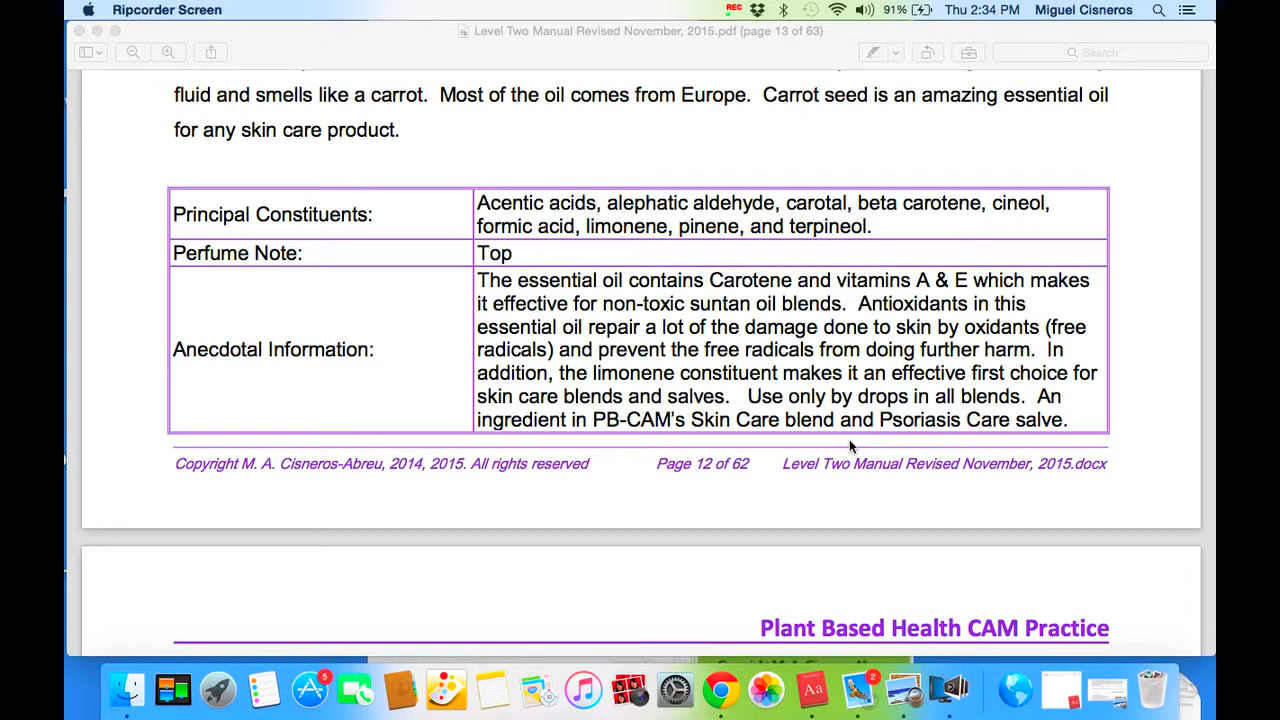 Ripcorder Screen
REC
91%
Thu 2:34 PM
Miguel Cisneros
Level Two Manual Revised November, 2015.pdf (page 13 of 63)
Search
fluid and smells like a carrot. Most of the oil comes from Europe. Carrot seed is an amazing essential oil
for any skin care product.
Principal Constituents:
Acentic acids, alephatic aldehyde, carotal, beta carotene, cineol,
formic acid, limonene, pinene, and terpineol.
Perfume Note:
Top
Anecdotal Information:
The essential oil contains Carotene and vitamins A & E which makes
it effective for non-toxic suntan oil blends. Antioxidants in this
essential oil repair a lot of the damage done to skin by oxidants (free
radicals) and prevent the free radicals from doing further harm. In
addition, the limonene constituent makes it an effective first choice for
skin care blends and salves. Use only by drops in all blends. An
ingredient in PB-CAM's Skin Care blend and Psoriasis Care salve.
Copyright M. A. Cisneros-Abreu, 2014, 2015. All rights reserved
Page 12 of 62
Level Two Manual Revised November, 2015.docx
Plant Based Health CAM Practice
5
Aa
2